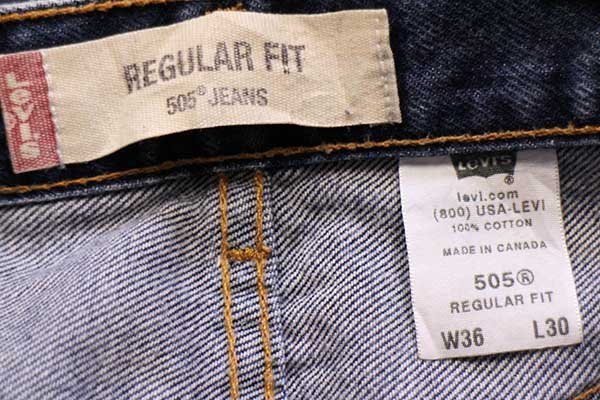 LEVI'S
REGULAR FIT
505® JEANS
Levi's
levi.com
(800) USA-LEVI
100% COTTON
MADE IN CANADA
505®
REGULAR FIT
W36 L30